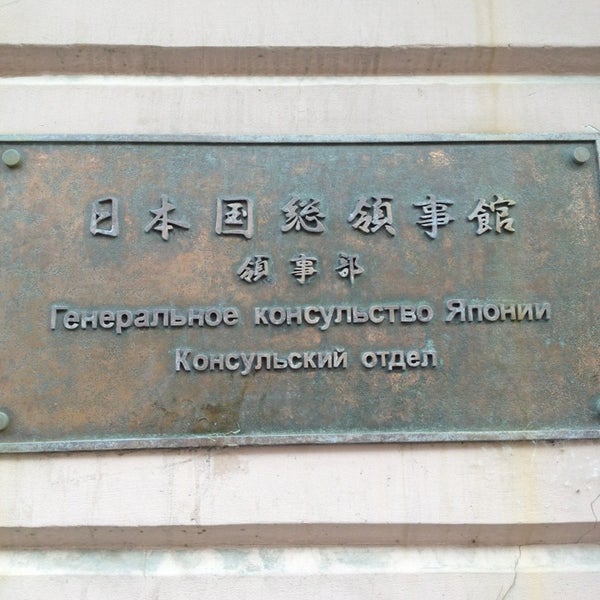 日本国総領事館
領事部
Генеральное консульство Японии
Консульский отдел